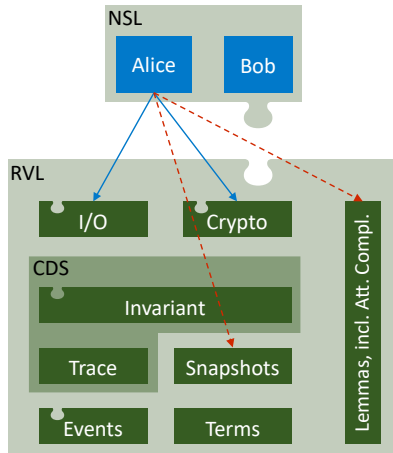 NSL
Alice
Bob
RVL
I/O
Crypto
CDS
Invariant
Trace
Snapshots
Events
Terms
Lemmas, incl. Att. Compl.